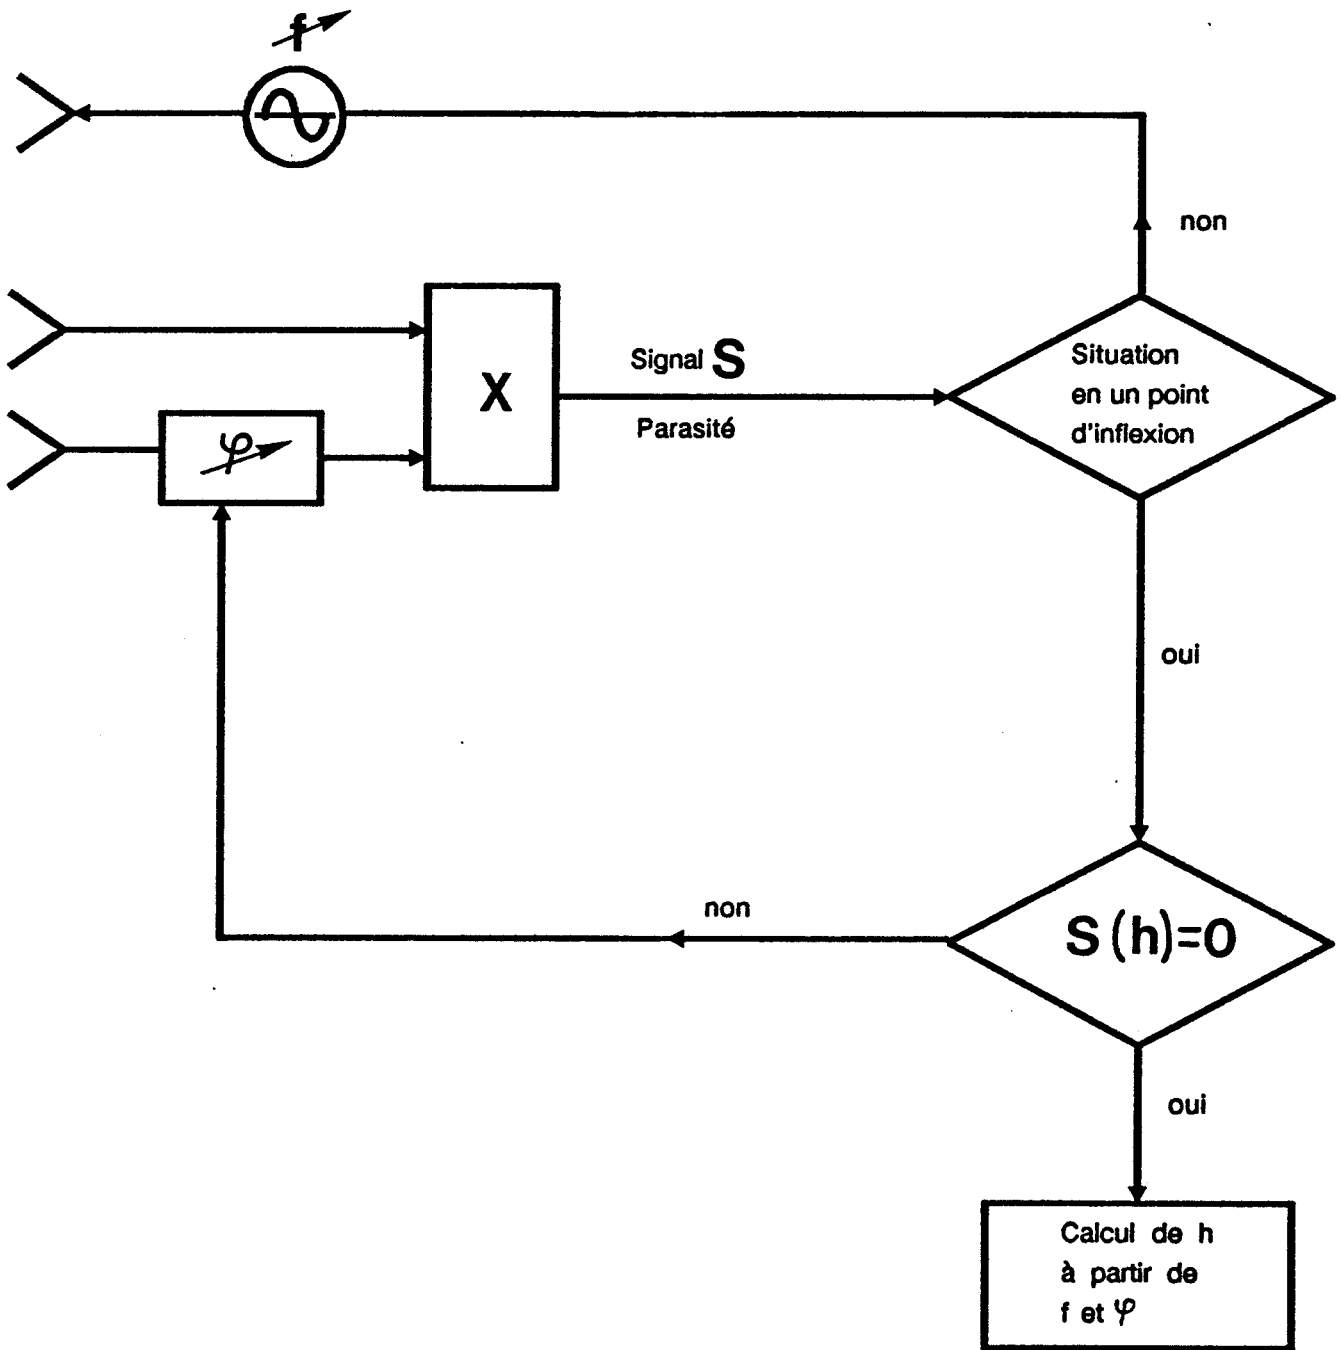 f
non
Signal S
Parasité
X
Situation
en un point
d'inflexion
φ
oui
non
S(h)=0
oui
Calcul de h
à partir de
f et φ